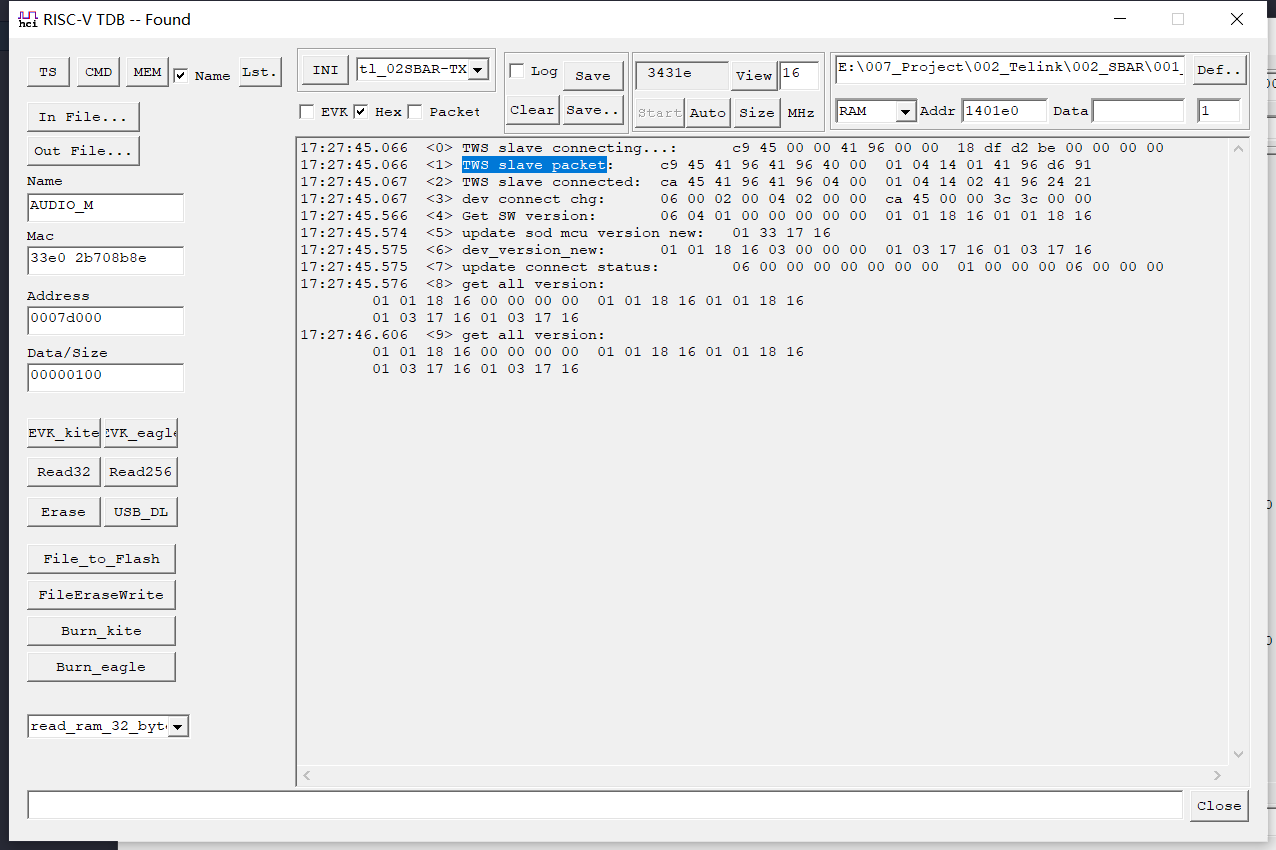 hci RISC-V TDB -- Found
TS CMD MEM Name Lst.
INI tl_02SBAR-TX
Log Save
3431e View 16
E:\007_Project\002_Telink\002_SBAR\001_ Def..
EVK Hex Packet
Clear Save..
Start Auto Size MHz
RAM Addr 1401e0 Data 1
In File...
Out File...
Name
AUDIO_M
Mac
33e0 2b708b8e
Address
0007d000
Data/Size
00000100
EVK_kite EVK_eagle
Read32 Read256
Erase USB_DL
File_to_Flash
FileEraseWrite
Burn_kite
Burn_eagle
read_ram_32_byt
17:27:45.066 <0> TWS slave connecting...: c9 45 00 00 41 96 00 00 18 df d2 be 00 00 00 00
17:27:45.066 <1> TWS slave packet: c9 45 41 96 41 96 40 00 01 04 14 01 41 96 d6 91
17:27:45.067 <2> TWS slave connected: ca 45 41 96 41 96 04 00 01 04 14 02 41 96 24 21
17:27:45.067 <3> dev connect chg: 06 00 02 00 04 02 00 00 ca 45 00 00 3c 3c 00 00
17:27:45.566 <4> Get SW version: 06 04 01 00 00 00 00 00 01 01 18 16 01 01 18 16
17:27:45.574 <5> update sod mcu version new: 01 33 17 16
17:27:45.575 <6> dev_version_new: 01 01 18 16 03 00 00 00 01 03 17 16 01 03 17 16
17:27:45.575 <7> update connect status: 06 00 00 00 00 00 00 00 01 00 00 00 06 00 00 00
17:27:45.576 <8> get all version:
01 01 18 16 00 00 00 00 01 01 18 16 01 01 18 16
01 03 17 16 01 03 17 16
17:27:46.606 <9> get all version:
01 01 18 16 00 00 00 00 01 01 18 16 01 01 18 16
01 03 17 16 01 03 17 16
Close